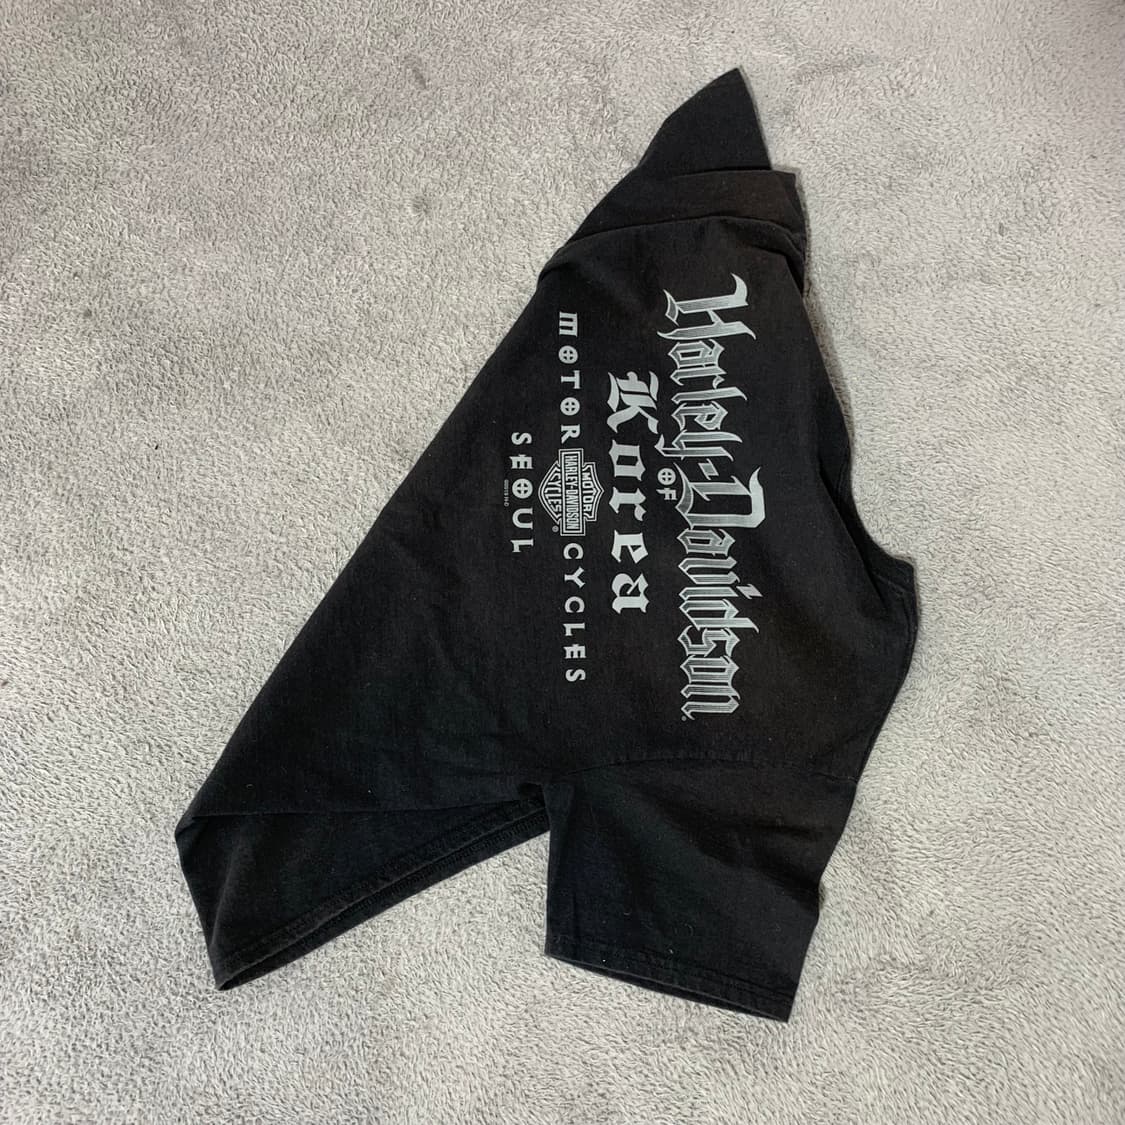 Harley-Davidson
OF
Korea
MOTOR CYCLES
MOTOR
HARLEY-DAVIDSON
CYCLES
®
SEOUL